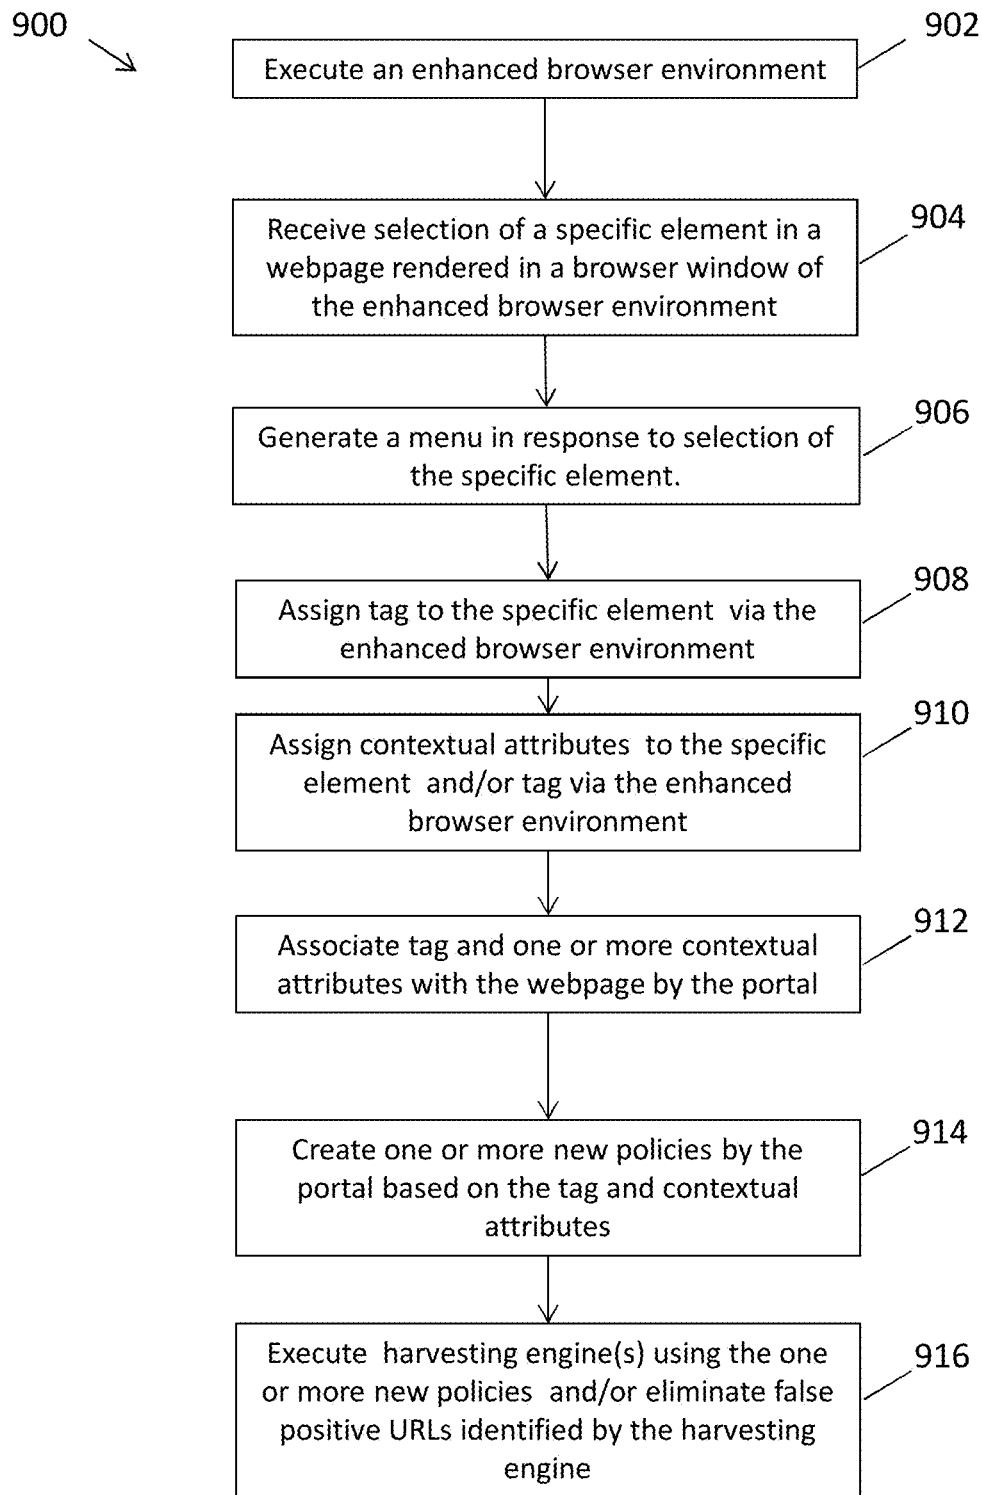 900
902
Execute an enhanced browser environment
904
Receive selection of a specific element in a
webpage rendered in a browser window of
the enhanced browser environment
906
Generate a menu in response to selection of
the specific element.
908
Assign tag to the specific element via the
enhanced browser environment
910
Assign contextual attributes to the specific
element and/or tag via the enhanced
browser environment
912
Associate tag and one or more contextual
attributes with the webpage by the portal
914
Create one or more new policies by the
portal based on the tag and contextual
attributes
916
Execute harvesting engine(s) using the one
or more new policies and/or eliminate false
positive URLs identified by the harvesting
engine